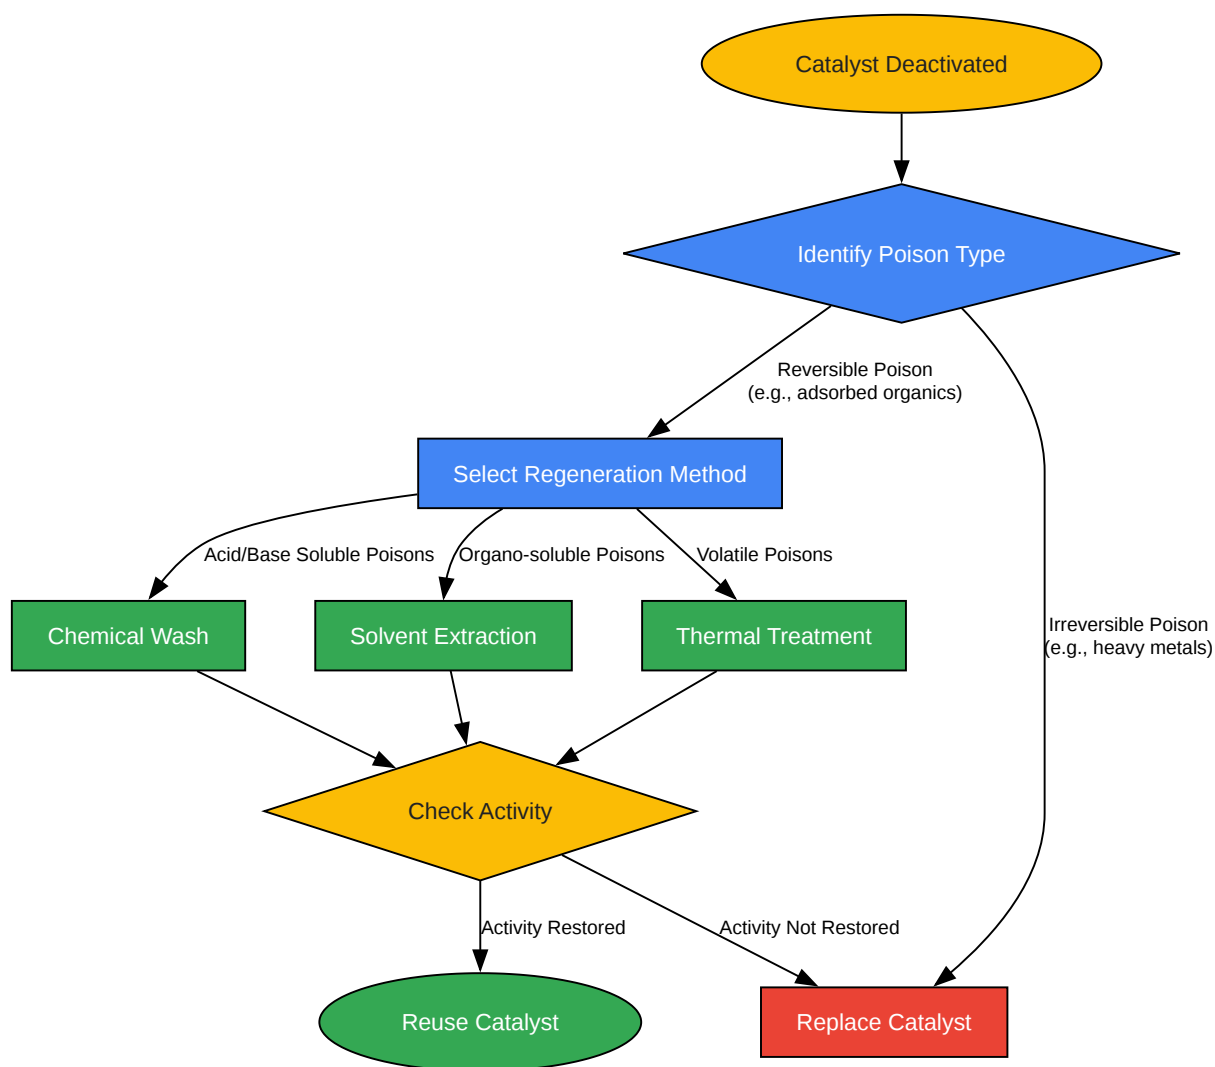 Catalyst Deactivated
Identify Poison Type
Reversible Poison
(e.g., adsorbed organics)
Select Regeneration Method
Acid/Base Soluble Poisons
Organo-soluble Poisons
Volatile Poisons
Chemical Wash
Solvent Extraction
Thermal Treatment
Irreversible Poison
(e.g., heavy metals)
Check Activity
Activity Restored
Activity Not Restored
Reuse Catalyst
Replace Catalyst